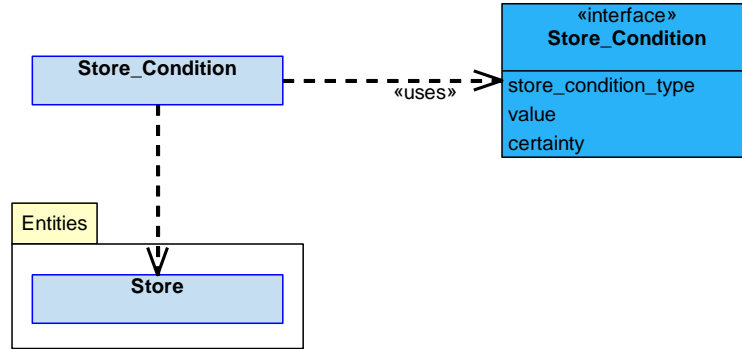 «interface»
Store_Condition
Store_Condition
«uses»
store_condition_type
value
certainty
Entities
Store